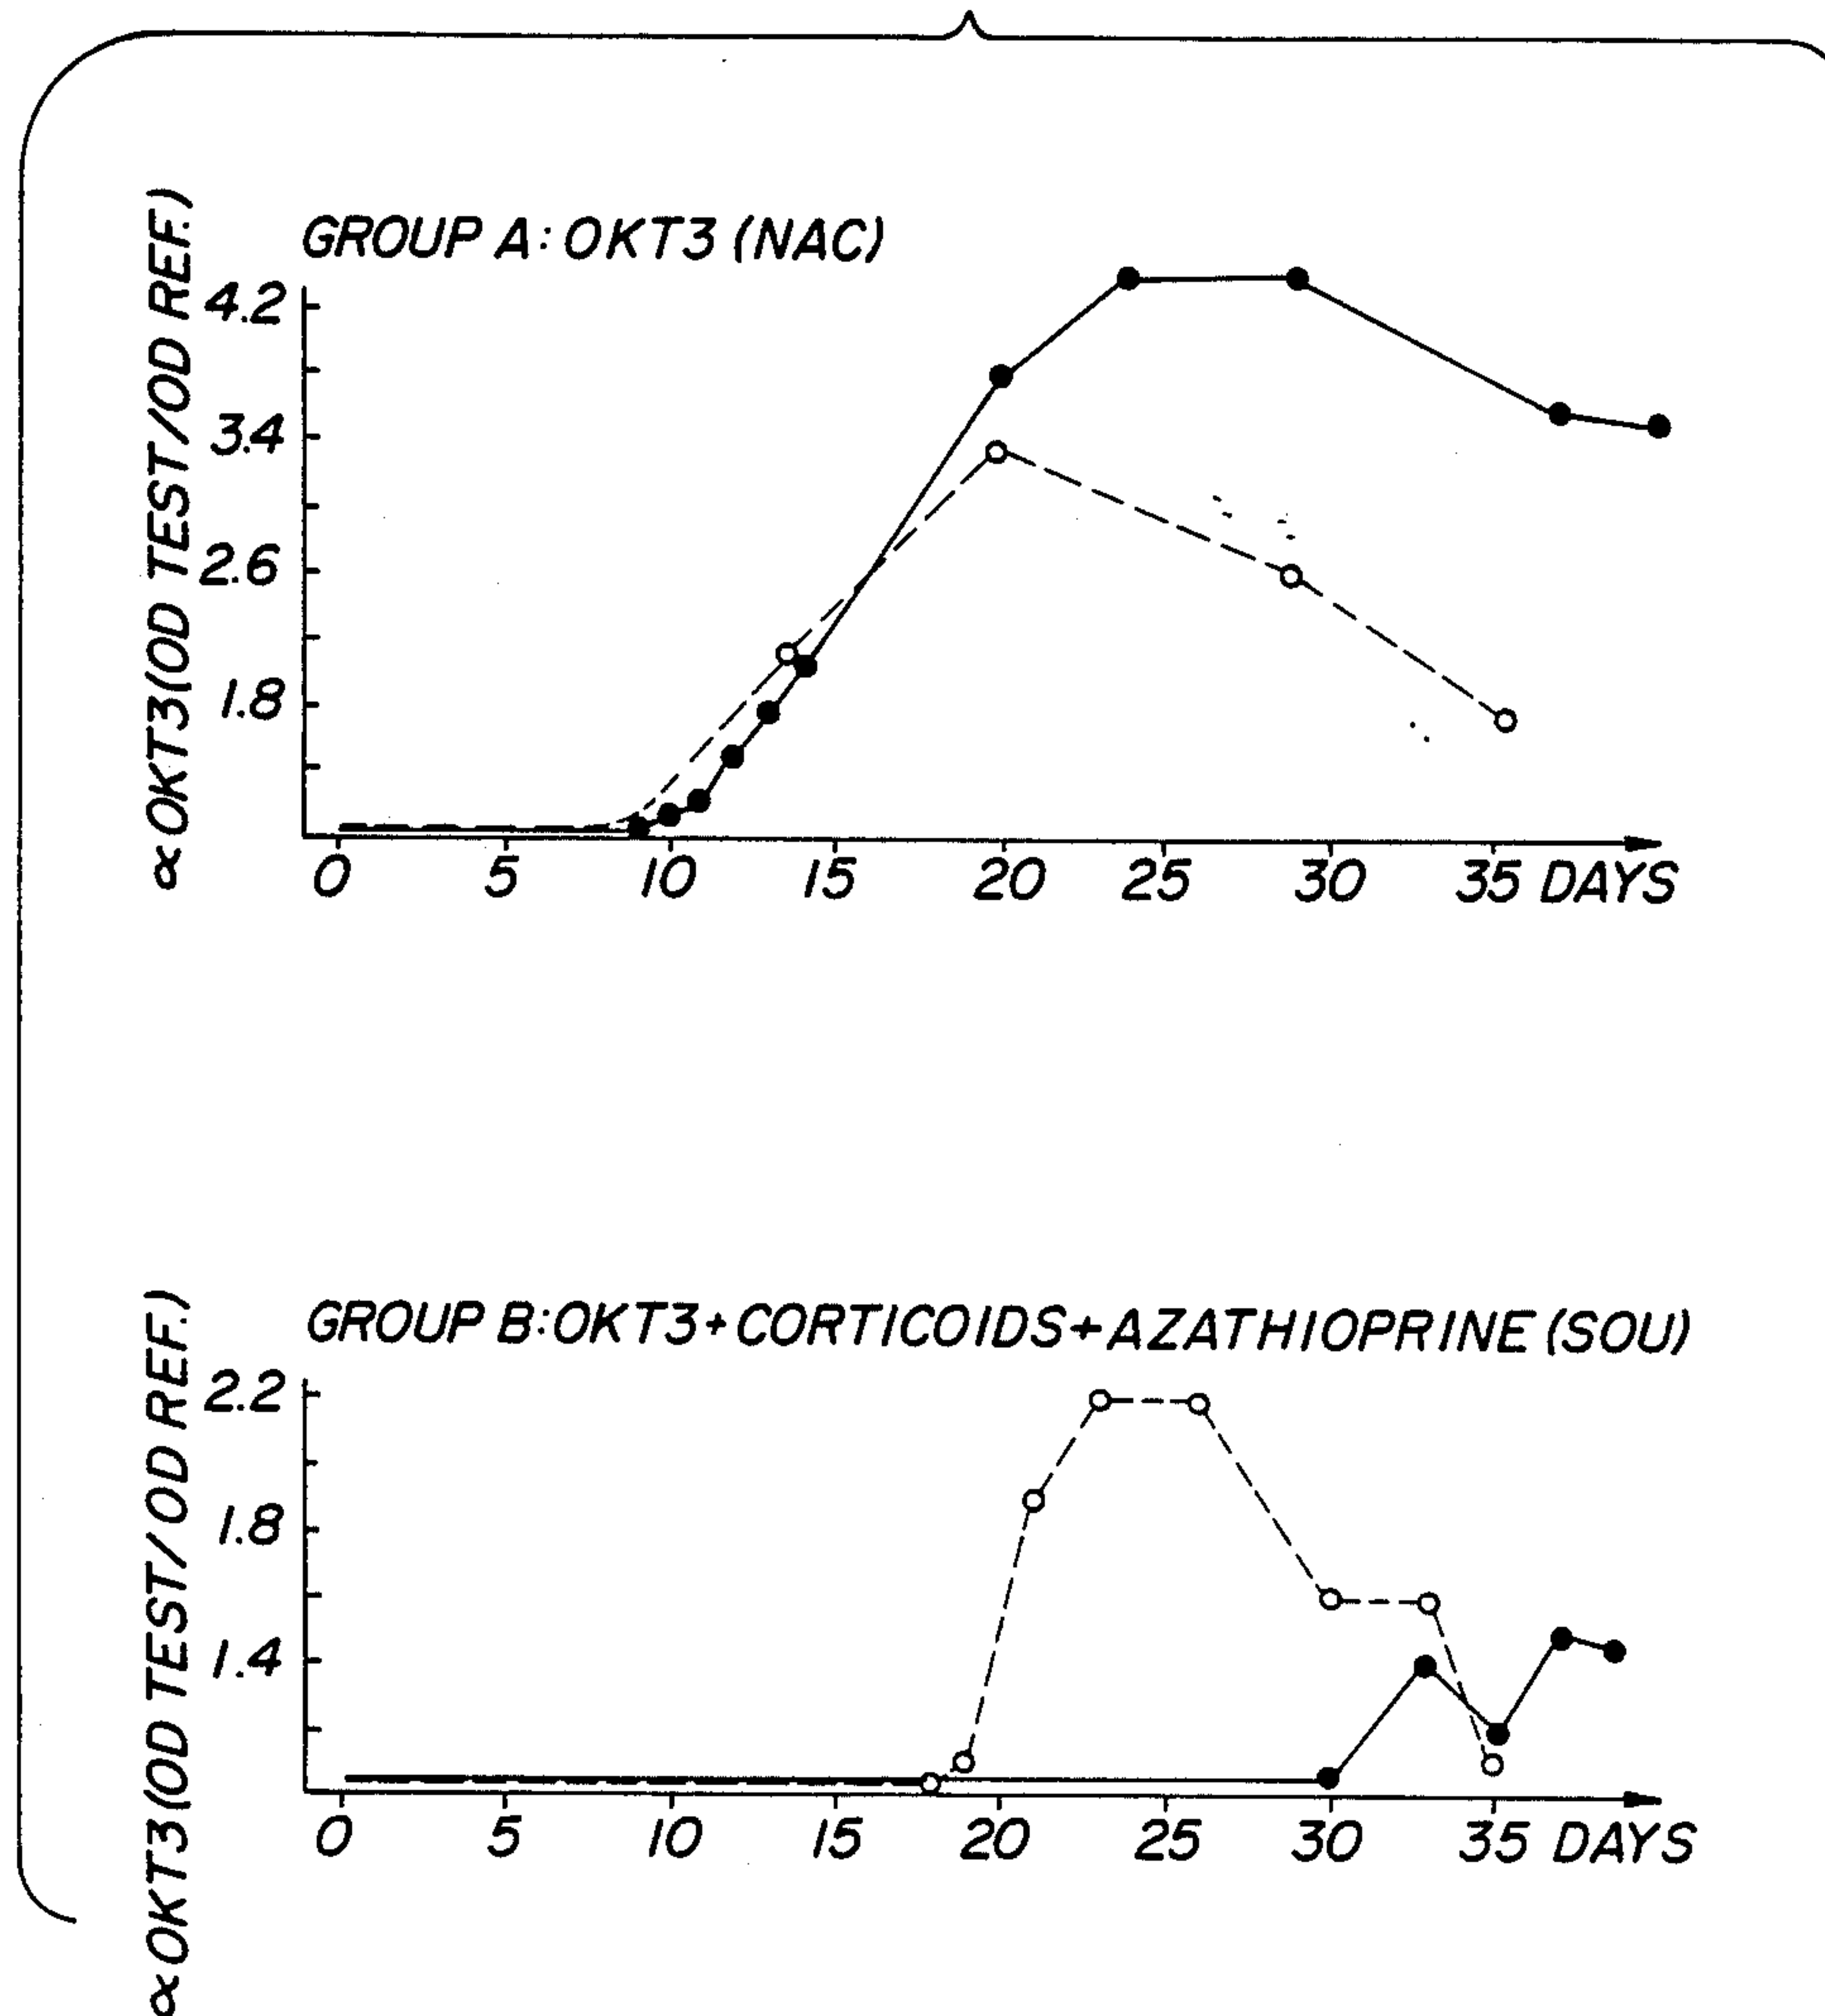 GROUP A: OKT3 (NAC)
∝ OKT3 (OD TEST/OD REF.)
4.2
3.4
2.6
1.8
0 5 10 15 20 25 30 35 DAYS
GROUP B: OKT3+CORTICOIDS+AZATHIOPRINE (SOU)
∝ OKT3 (OD TEST/OD REF.)
2.2
1.8
1.4
0 5 10 15 20 25 30 35 DAYS